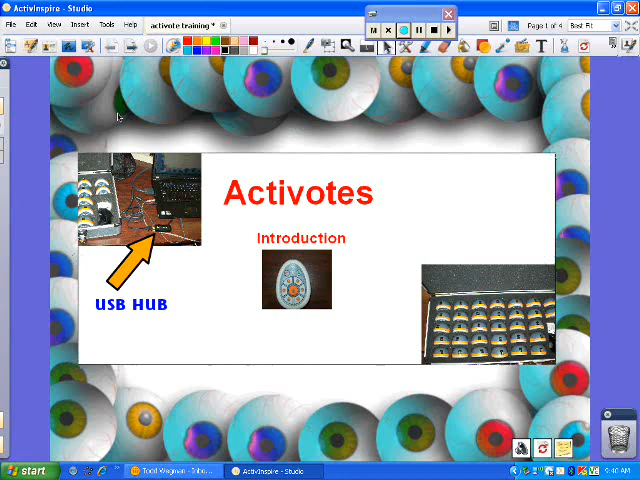 ActivInspire - Studio
File Edit View Insert Tools Help
activote training *
Page 1 of 4
Best Fit
Activotes
Introduction
USB HUB
start
Todd Wegman - Inbo...
ActivInspire - Studio
9:40 AM